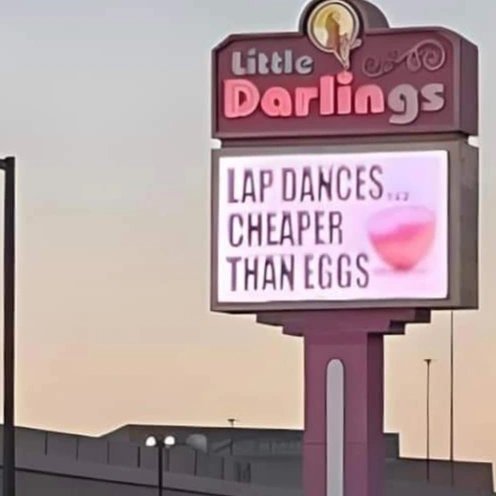 Little
Darlings
LAP DANCES...
CHEAPER
THAN EGGS